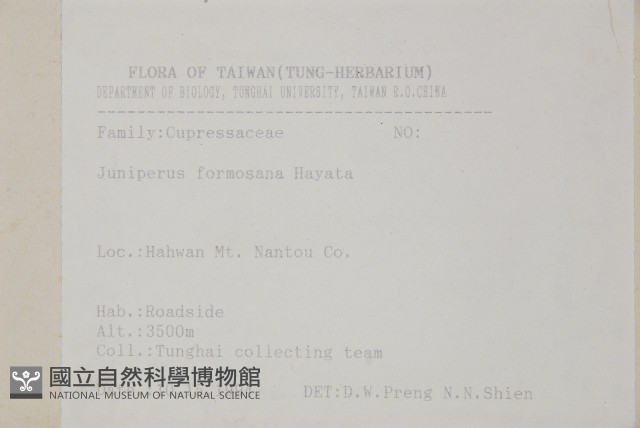 FLORA OF TAIWAN(TUNG-HERBARIUM)
DEPARTMENT OF BIOLOGY, TUNGHAI UNIVERSITY, TAIWAN R.O.CHINA
Family:Cupressaceae NO:
Juniperus formosana Hayata
Loc.:Hahwan Mt. Nantou Co.
Hab.:Roadside
Alt.:3500m
Coll.:Tunghai collecting team
DET:D.W.Preng N.N.Shien
國立自然科學博物館
NATIONAL MUSEUM OF NATURAL SCIENCE